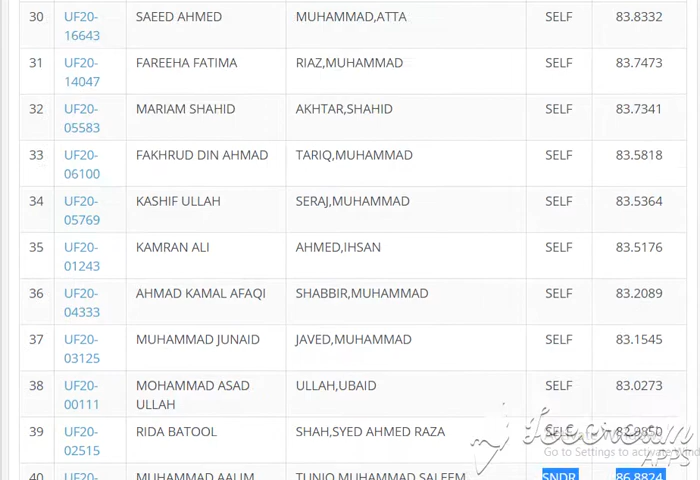 30 UF20- SAEED AHMED MUHAMMAD,ATTA SELF 83.8332
16643
31 UF20- FAREEHA FATIMA RIAZ,MUHAMMAD SELF 83.7473
14047
32 UF20- MARIAM SHAHID AKHTAR,SHAHID SELF 83.7341
05583
33 UF20- FAKHRUD DIN AHMAD TARIQ,MUHAMMAD SELF 83.5818
06100
34 UF20- KASHIF ULLAH SERAJ,MUHAMMAD SELF 83.5364
05769
35 UF20- KAMRAN ALI AHMED,IHSAN SELF 83.5176
01243
36 UF20- AHMAD KAMAL AFAQI SHABBIR,MUHAMMAD SELF 83.2089
04333
37 UF20- MUHAMMAD JUNAID JAVED,MUHAMMAD SELF 83.1545
03125
38 UF20- MOHAMMAD ASAD ULLAH,UBAID SELF 83.0273
00111 ULLAH
39 UF20- RIDA BATOOL SHAH,SYED AHMED RAZA SELF
02515
Go to Settings to activate Wind
APPS
40 UF20- MUHAMMAD AALIM TUNIO,MUHAMMAD SALEEM SNDR 86.8824